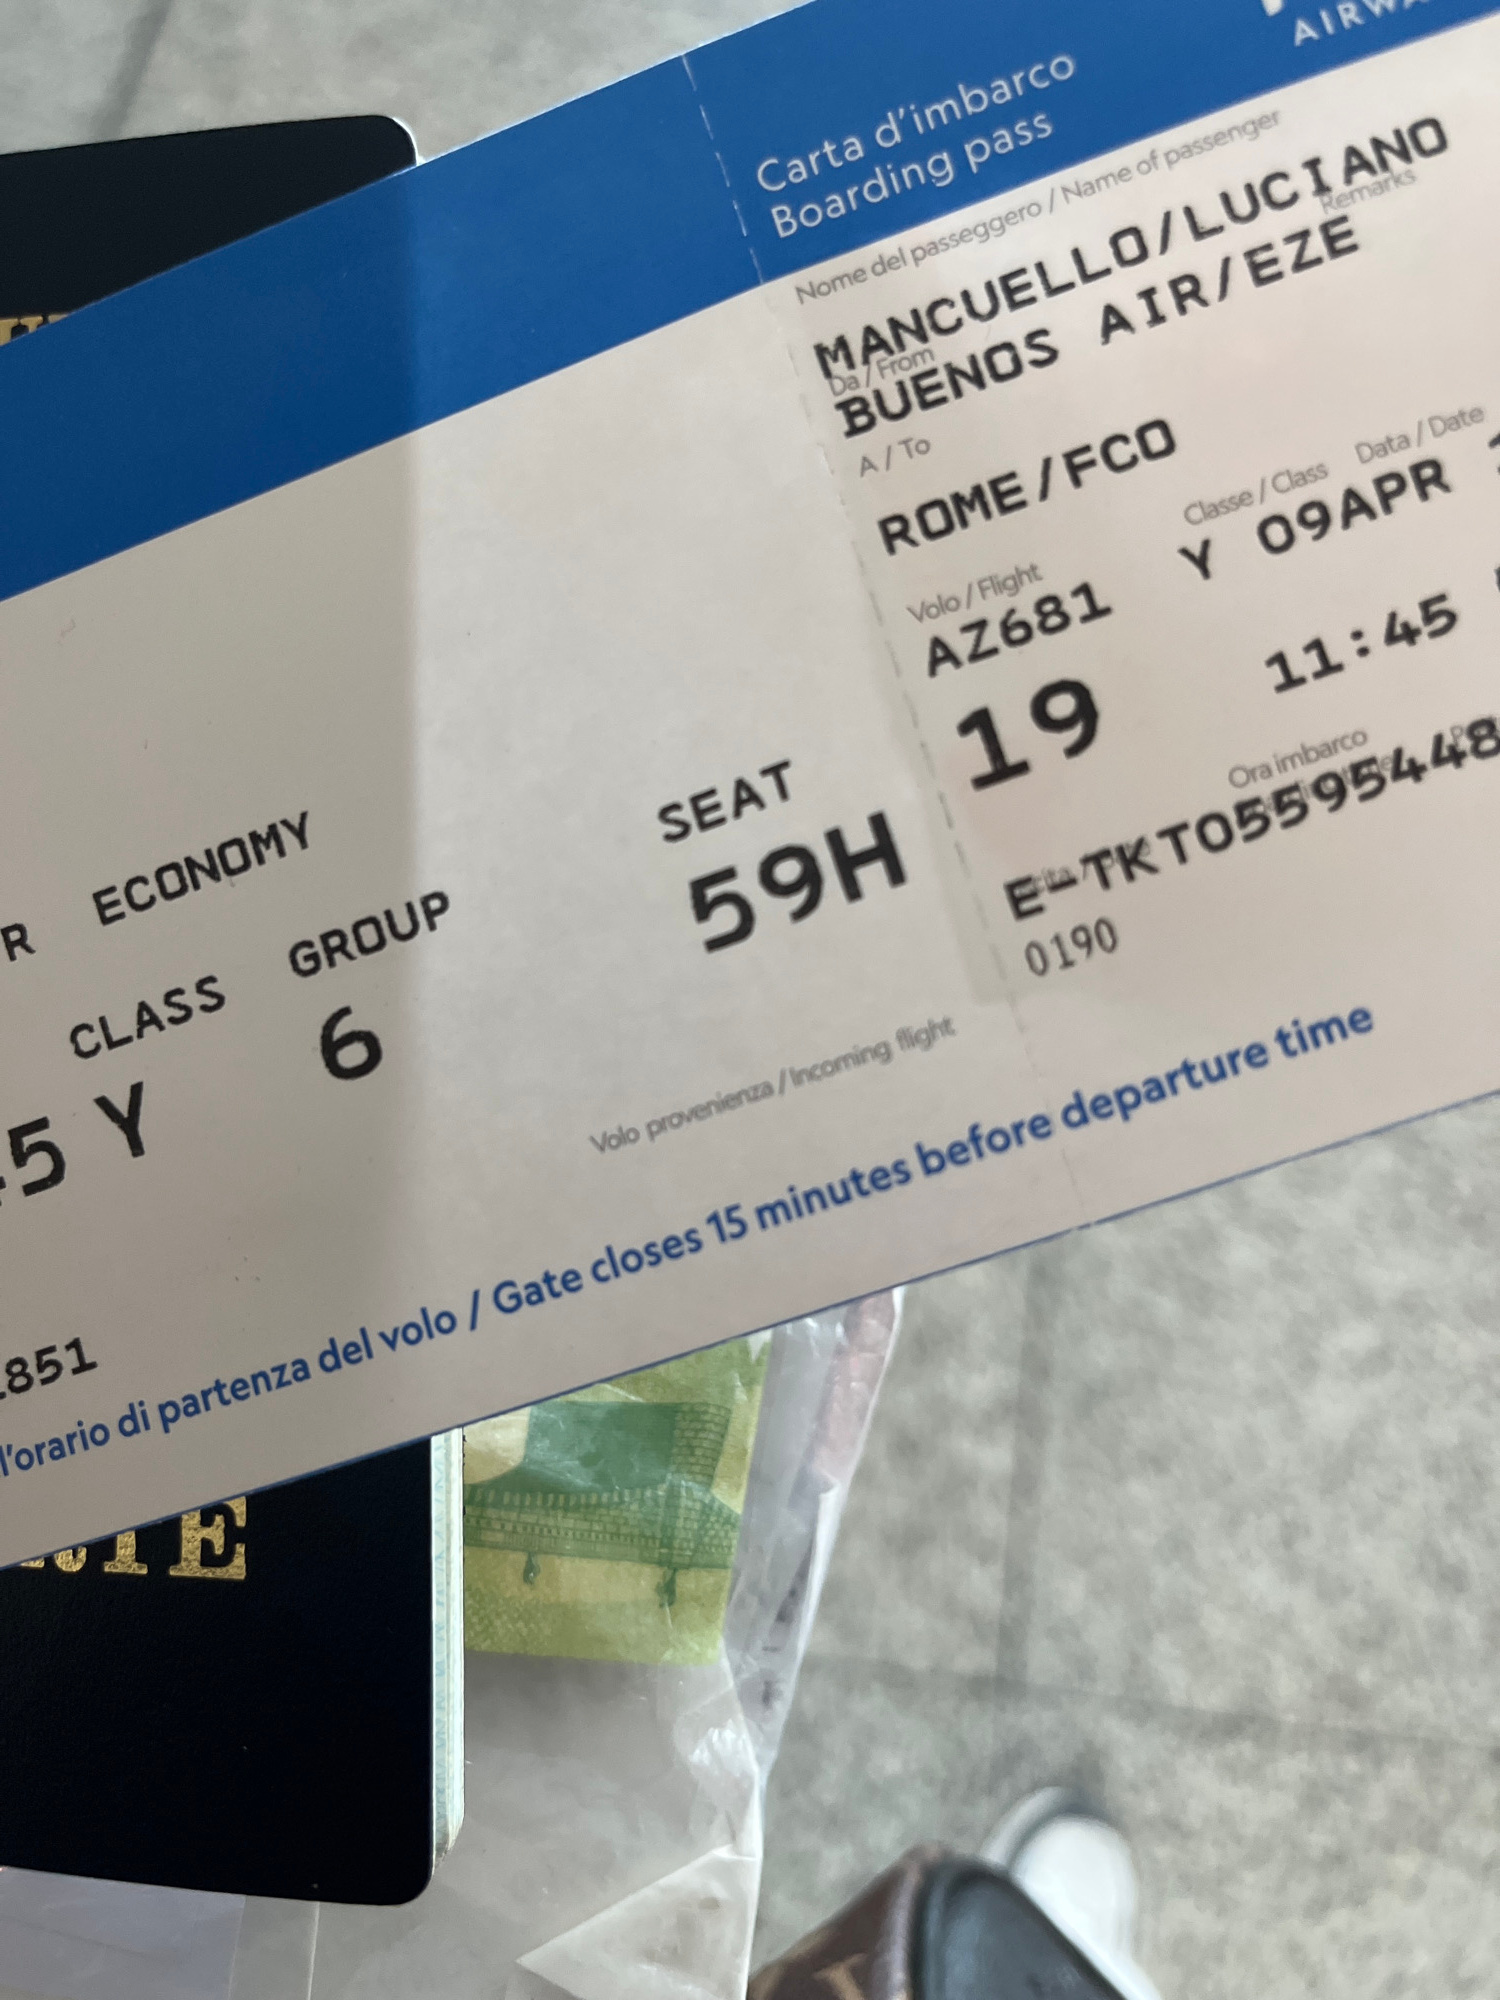 AIRWA
Carta d'imbarco
Boarding pass
Nome del passeggero / Name of passenger
MANCUELLO/LUCIANO
Remarks
Da / From
BUENOS AIR/EZE
A / To
ROME/FCO
Classe / Class Data / Date
Y 09APR
Volo / Flight
AZ681
19 11:45
Ora imbarco
E-TKT05595448
0190
SEAT
59H
R ECONOMY
CLASS GROUP
45 Y 6
Volo provenienza / Incoming flight
851
l'orario di partenza del volo / Gate closes 15 minutes before departure time